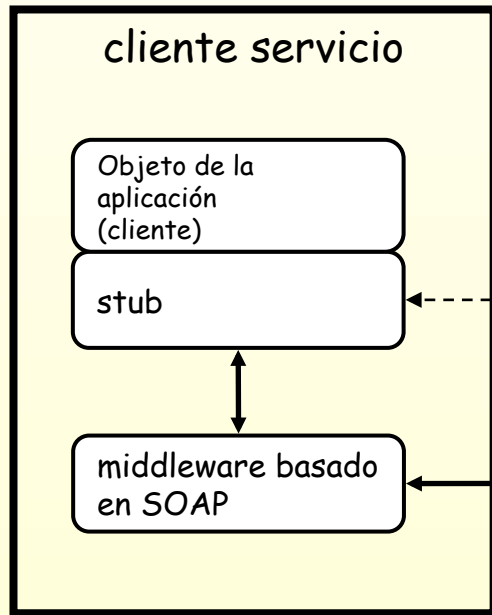 cliente servicio
Objeto de la
aplicación
(cliente)
stub
middleware basado
en SOAP